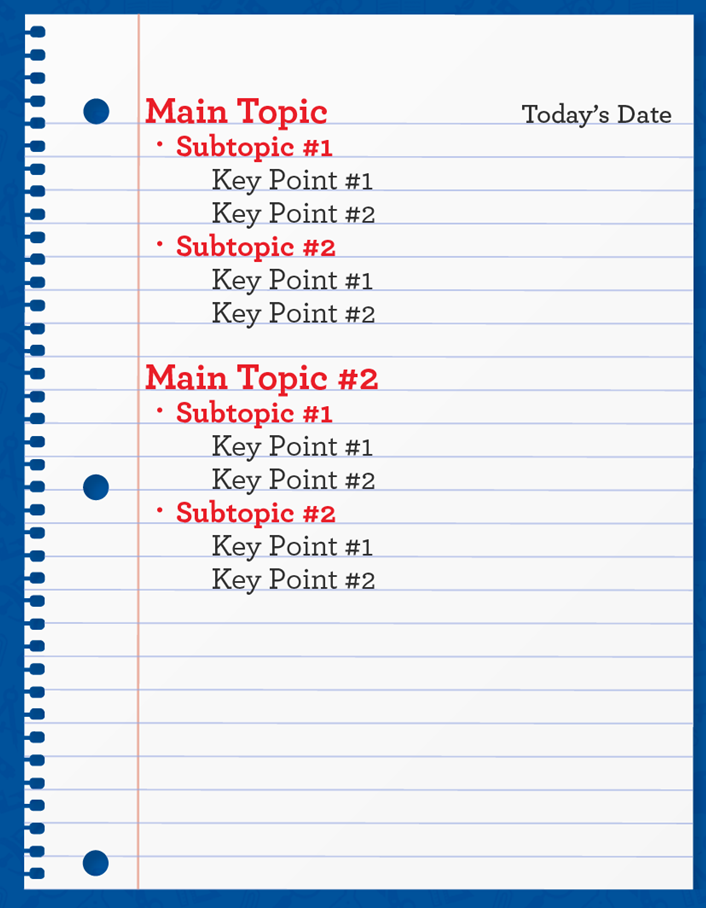 Main Topic Today's Date
• Subtopic #1
Key Point #1
Key Point #2
• Subtopic #2
Key Point #1
Key Point #2
Main Topic #2
• Subtopic #1
Key Point #1
Key Point #2
• Subtopic #2
Key Point #1
Key Point #2